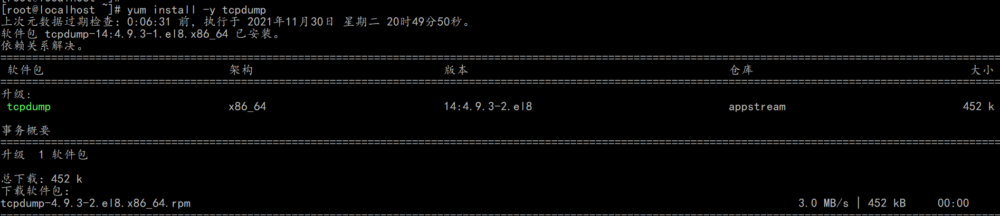 [root@localhost ~]#
[root@localhost ~]# yum install -y tcpdump
上次元数据过期检查：0:06:31 前，执行于 2021年11月30日 星期二 20时49分50秒。
软件包 tcpdump-14:4.9.3-1.el8.x86_64 已安装。
依赖关系解决。
软件包 架构 版本 仓库 大小
升级:
tcpdump x86_64 14:4.9.3-2.el8 appstream 452 k
事务概要
升级  1 软件包
总下载：452 k
下载软件包：
tcpdump-4.9.3-2.el8.x86_64.rpm 3.0 MB/s | 452 kB     00:00